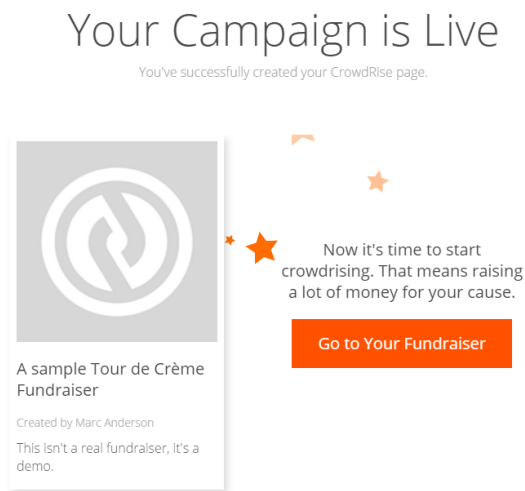 Your Campaign is Live
You've successfully created your CrowdRIse page.
Now it's time to start
crowdrising. That means raising
a lot of money for your cause.
Go to Your Fundraiser
A sample Tour de Crème
Fundraiser
Created by Marc Anderson
This isn't a real fundraiser, it's a
demo.